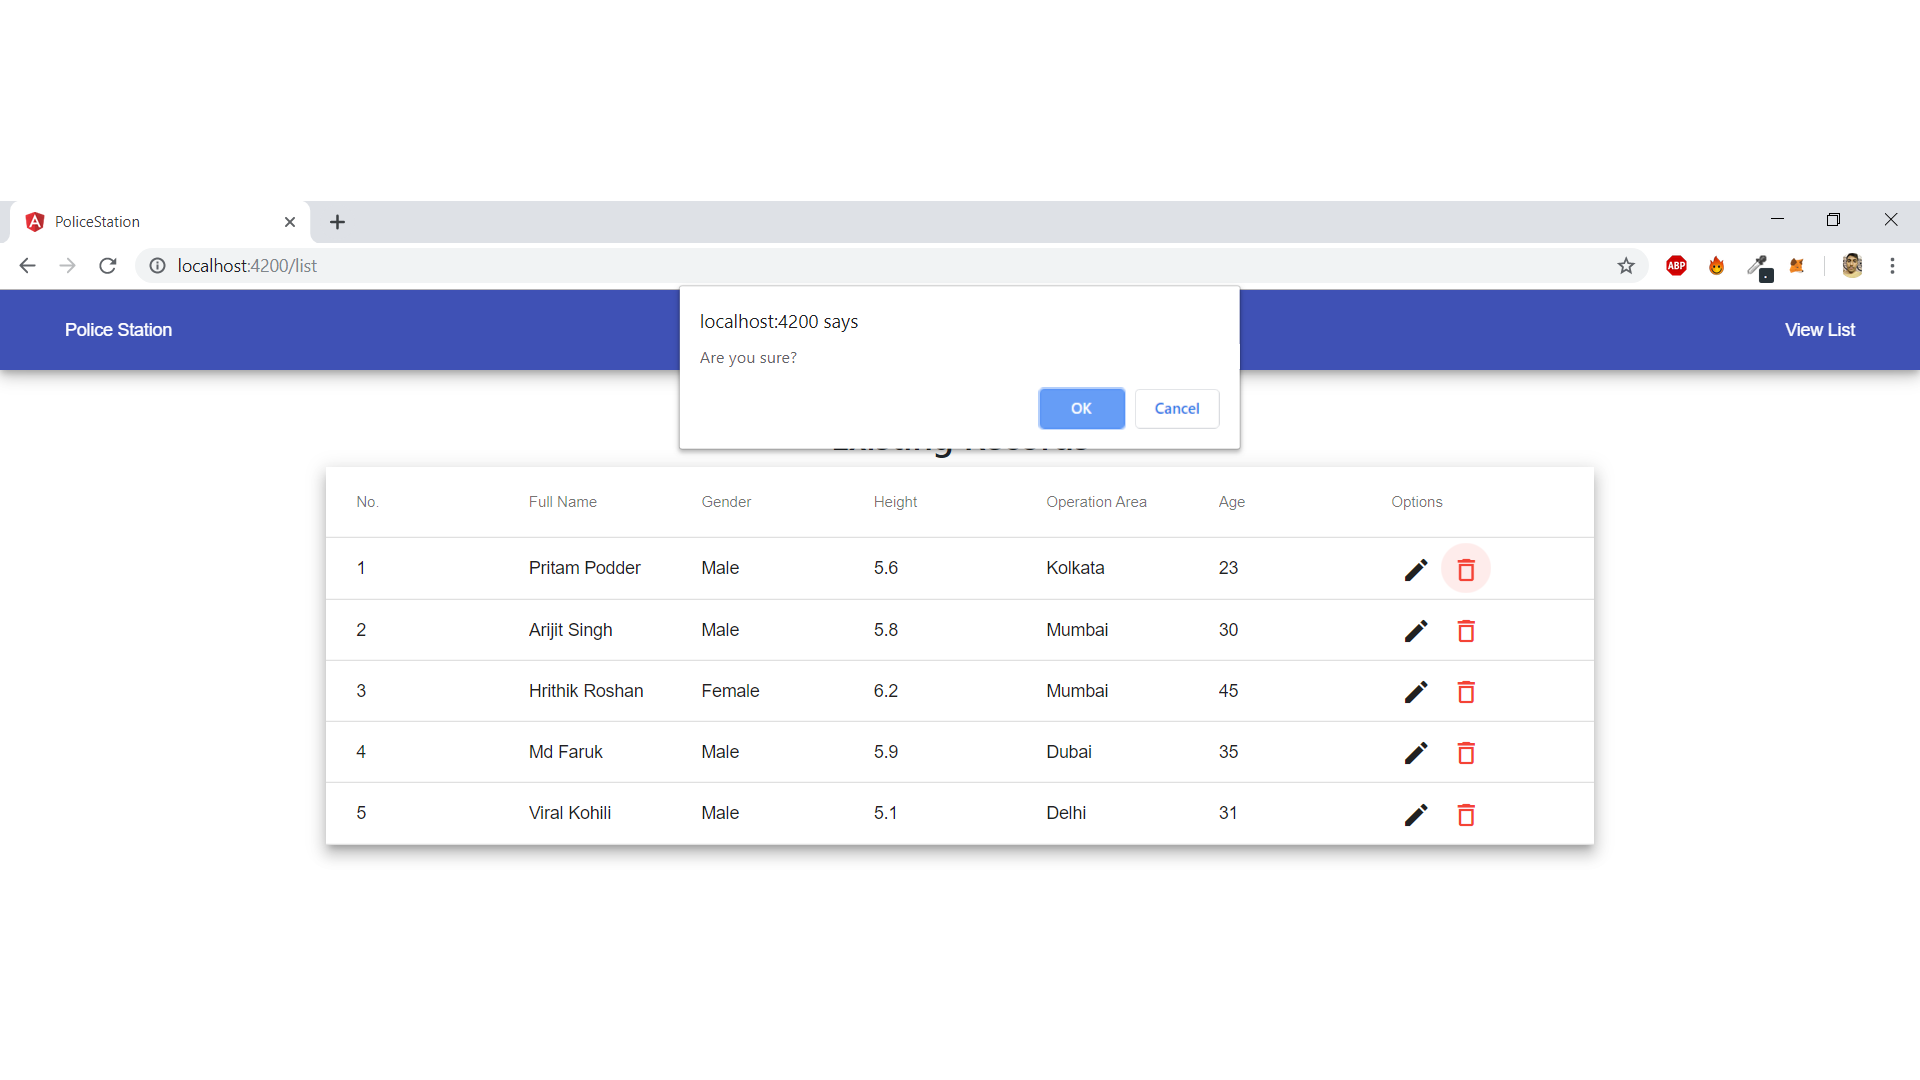 PoliceStation
localhost:4200/list
ABP
Police Station
View List
localhost:4200 says
Are you sure?
OK Cancel
Existing Records
No. Full Name Gender Height Operation Area Age Options
1 Pritam Podder Male 5.6 Kolkata 23
2 Arijit Singh Male 5.8 Mumbai 30
3 Hrithik Roshan Female 6.2 Mumbai 45
4 Md Faruk Male 5.9 Dubai 35
5 Viral Kohili Male 5.1 Delhi 31